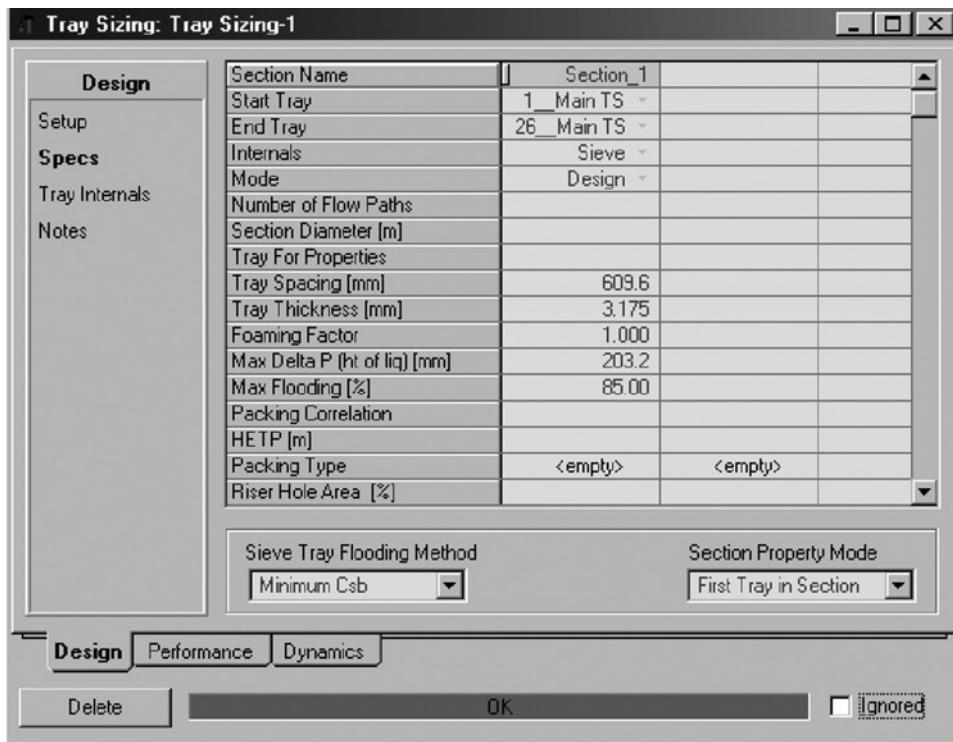 Tray Sizing: Tray Sizing-1
Design
Setup
Specs
Tray Internals
Notes
Section Name Section_1
Start Tray 1__Main TS
End Tray 26__Main TS
Internals Sieve
Mode Design
Number of Flow Paths
Section Diameter [m]
Tray For Properties
Tray Spacing [mm] 609.6
Tray Thickness [mm] 3.175
Foaming Factor 1.000
Max Delta P (ht of liq) [mm] 203.2
Max Flooding [%] 85.00
Packing Correlation
HETP [m]
Packing Type <empty> <empty>
Riser Hole Area [%]
Sieve Tray Flooding Method Section Property Mode
Minimum Csb First Tray in Section
Design Performance Dynamics
Delete OK Ignored